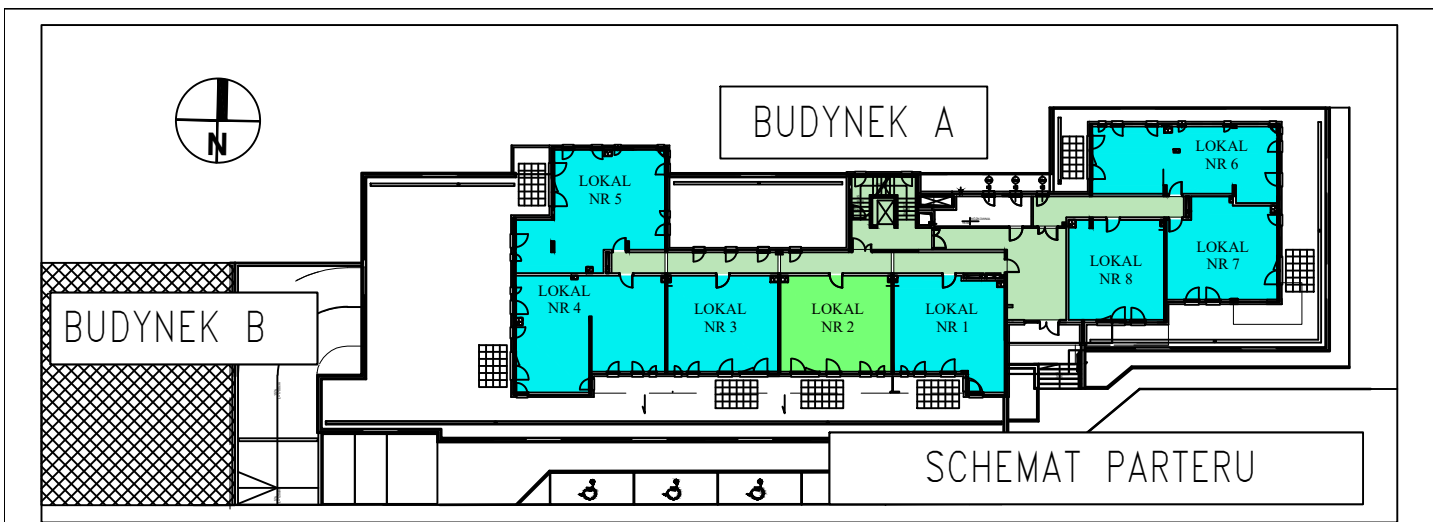 BUDYNEK A
N
LOKAL
NR 6
LOKAL
NR 5
LOKAL
NR 7
LOKAL
NR 8
LOKAL
NR 4
LOKAL
NR 3
LOKAL
NR 2
LOKAL
NR 1
BUDYNEK B
SCHEMAT PARTERU